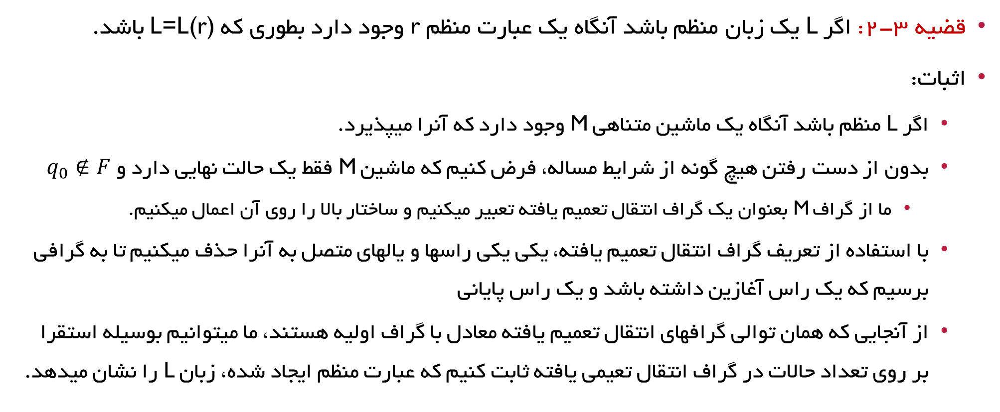 • قضیه ۳-۲: اگر L یک زبان منظم باشد آنگاه یک عبارت منظم r وجود دارد بطوری که L=L(r) باشد.
• اثبات:
• اگر L منظم باشد آنگاه یک ماشین متناهی M وجود دارد که آنرا میپذیرد.
• بدون از دست رفتن هیچ گونه از شرایط مساله، فرض کنیم که ماشین M فقط یک حالت نهایی دارد و q₀ ∉ F
• ما از گراف M بعنوان یک گراف انتقال تعمیم یافته تعبیر میکنیم و ساختار بالا را روی آن اعمال میکنیم.
• با استفاده از تعریف گراف انتقال تعمیم یافته، یکی یکی راسها و یالهای متصل به آنرا حذف میکنیم تا به گرافی
برسیم که یک راس آغازین داشته باشد و یک راس پایانی
• از آنجایی که همان توالی گرافهای انتقال تعمیم یافته معادل با گراف اولیه هستند، ما میتوانیم بوسیله استقرا
بر روی تعداد حالات در گراف انتقال تعیمی یافته ثابت کنیم که عبارت منظم ایجاد شده، زبان L را نشان میدهد.